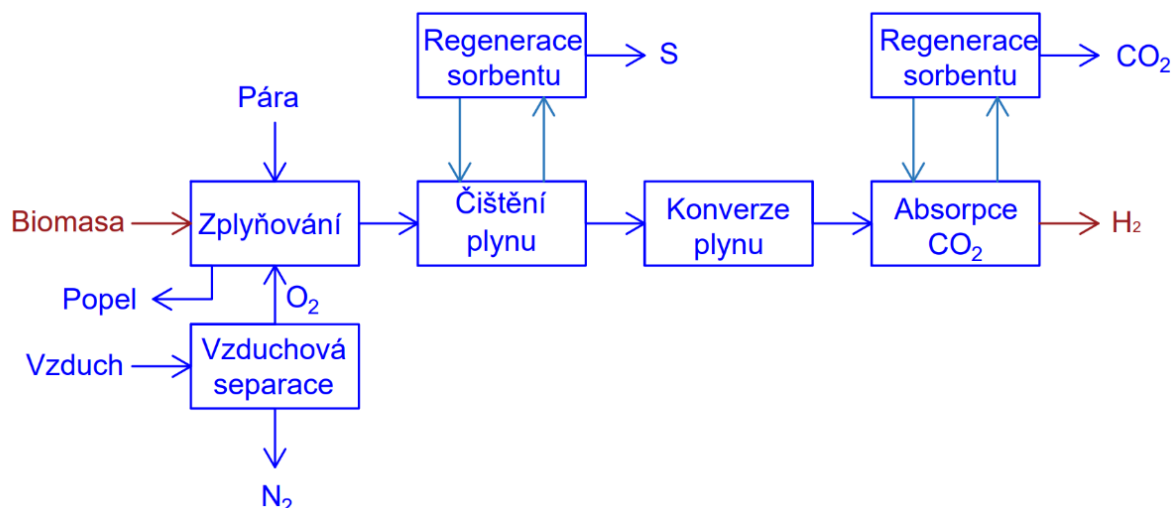 Regenerace
sorbentu
S
Regenerace
sorbentu
CO₂
Pára
Biomasa
Zplyňování
Čištění
plynu
Konverze
plynu
Absorpce
CO₂
H₂
Popel
O₂
Vzduch
Vzduchová
separace
N₂